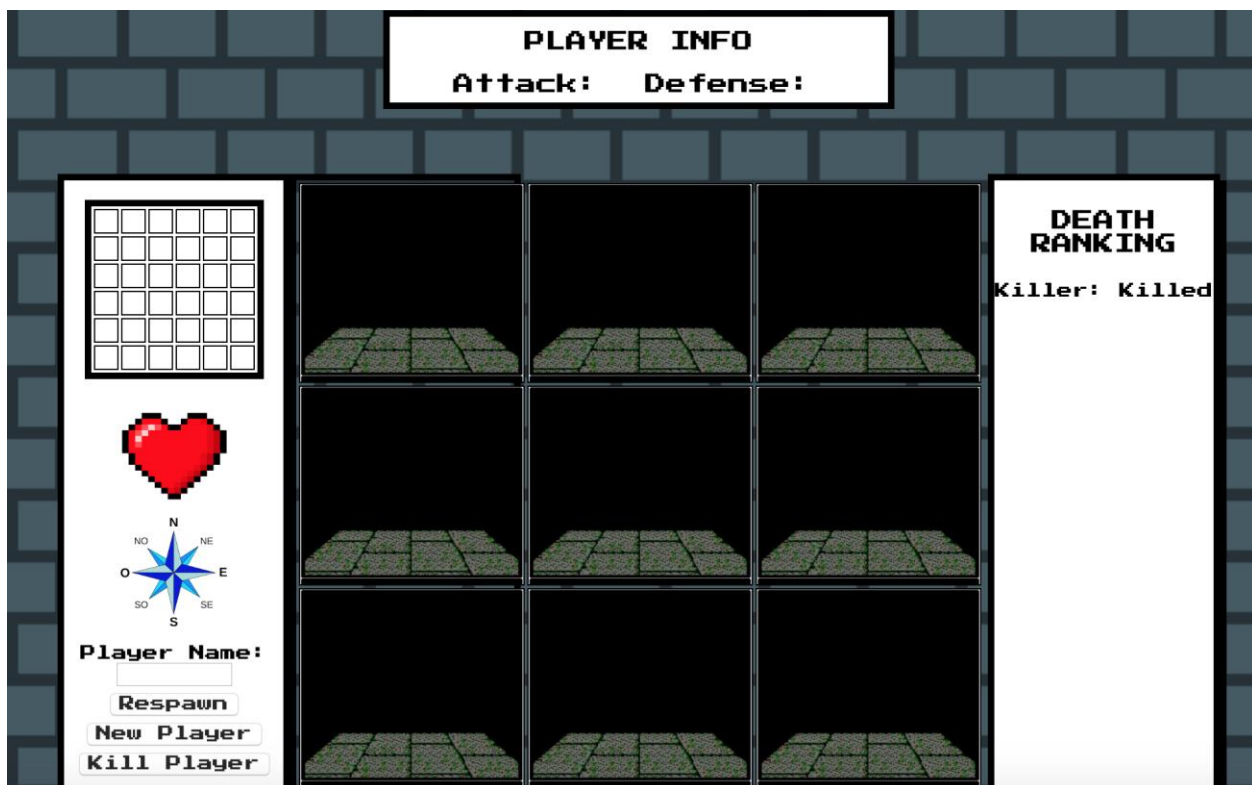 PLAYER INFO
Attack: Defense:
DEATH
RANKING
Killer: Killed
N
NO NE
O E
SO SE
S
Player Name:
Respawn
New Player
Kill Player